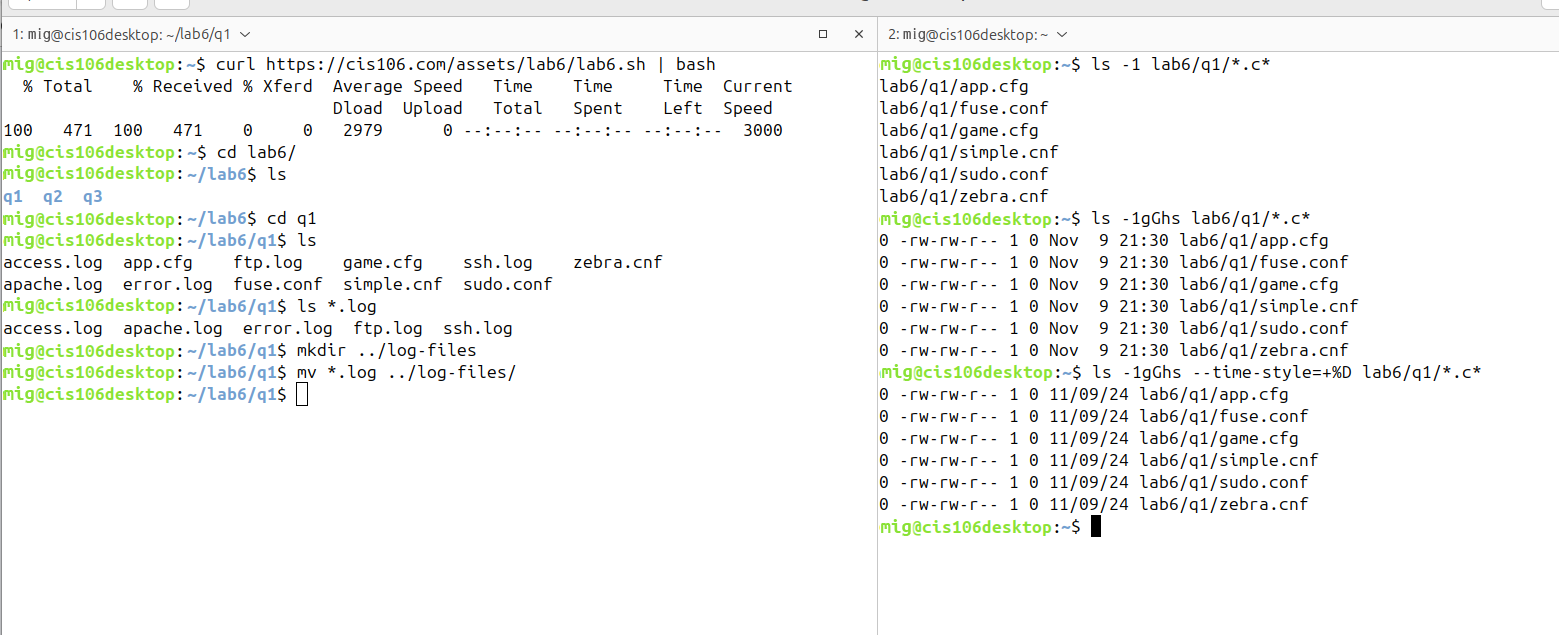 1: mig@cis106desktop: ~/lab6/q1
mig@cis106desktop:~$ curl https://cis106.com/assets/lab6/lab6.sh | bash
  % Total    % Received % Xferd  Average Speed   Time    Time     Time  Current
                                 Dload  Upload   Total   Spent    Left  Speed
100   471  100   471    0     0   2979      0 --:--:-- --:--:-- --:--:--  3000
mig@cis106desktop:~$ cd lab6/
mig@cis106desktop:~/lab6$ ls
q1  q2  q3
mig@cis106desktop:~/lab6$ cd q1
mig@cis106desktop:~/lab6/q1$ ls
access.log  app.cfg    ftp.log    game.cfg    ssh.log    zebra.cnf
apache.log  error.log  fuse.conf  simple.cnf  sudo.conf
mig@cis106desktop:~/lab6/q1$ ls *.log
access.log  apache.log  error.log  ftp.log  ssh.log
mig@cis106desktop:~/lab6/q1$ mkdir ../log-files
mig@cis106desktop:~/lab6/q1$ mv *.log ../log-files/
mig@cis106desktop:~/lab6/q1$
2: mig@cis106desktop: ~
mig@cis106desktop:~$ ls -1 lab6/q1/*.c*
lab6/q1/app.cfg
lab6/q1/fuse.conf
lab6/q1/game.cfg
lab6/q1/simple.cnf
lab6/q1/sudo.conf
lab6/q1/zebra.cnf
mig@cis106desktop:~$ ls -1gGhs lab6/q1/*.c*
0 -rw-rw-r-- 1 0 Nov  9 21:30 lab6/q1/app.cfg
0 -rw-rw-r-- 1 0 Nov  9 21:30 lab6/q1/fuse.conf
0 -rw-rw-r-- 1 0 Nov  9 21:30 lab6/q1/game.cfg
0 -rw-rw-r-- 1 0 Nov  9 21:30 lab6/q1/simple.cnf
0 -rw-rw-r-- 1 0 Nov  9 21:30 lab6/q1/sudo.conf
0 -rw-rw-r-- 1 0 Nov  9 21:30 lab6/q1/zebra.cnf
mig@cis106desktop:~$ ls -1gGhs --time-style=+%D lab6/q1/*.c*
0 -rw-rw-r-- 1 0 11/09/24 lab6/q1/app.cfg
0 -rw-rw-r-- 1 0 11/09/24 lab6/q1/fuse.conf
0 -rw-rw-r-- 1 0 11/09/24 lab6/q1/game.cfg
0 -rw-rw-r-- 1 0 11/09/24 lab6/q1/simple.cnf
0 -rw-rw-r-- 1 0 11/09/24 lab6/q1/sudo.conf
0 -rw-rw-r-- 1 0 11/09/24 lab6/q1/zebra.cnf
mig@cis106desktop:~$